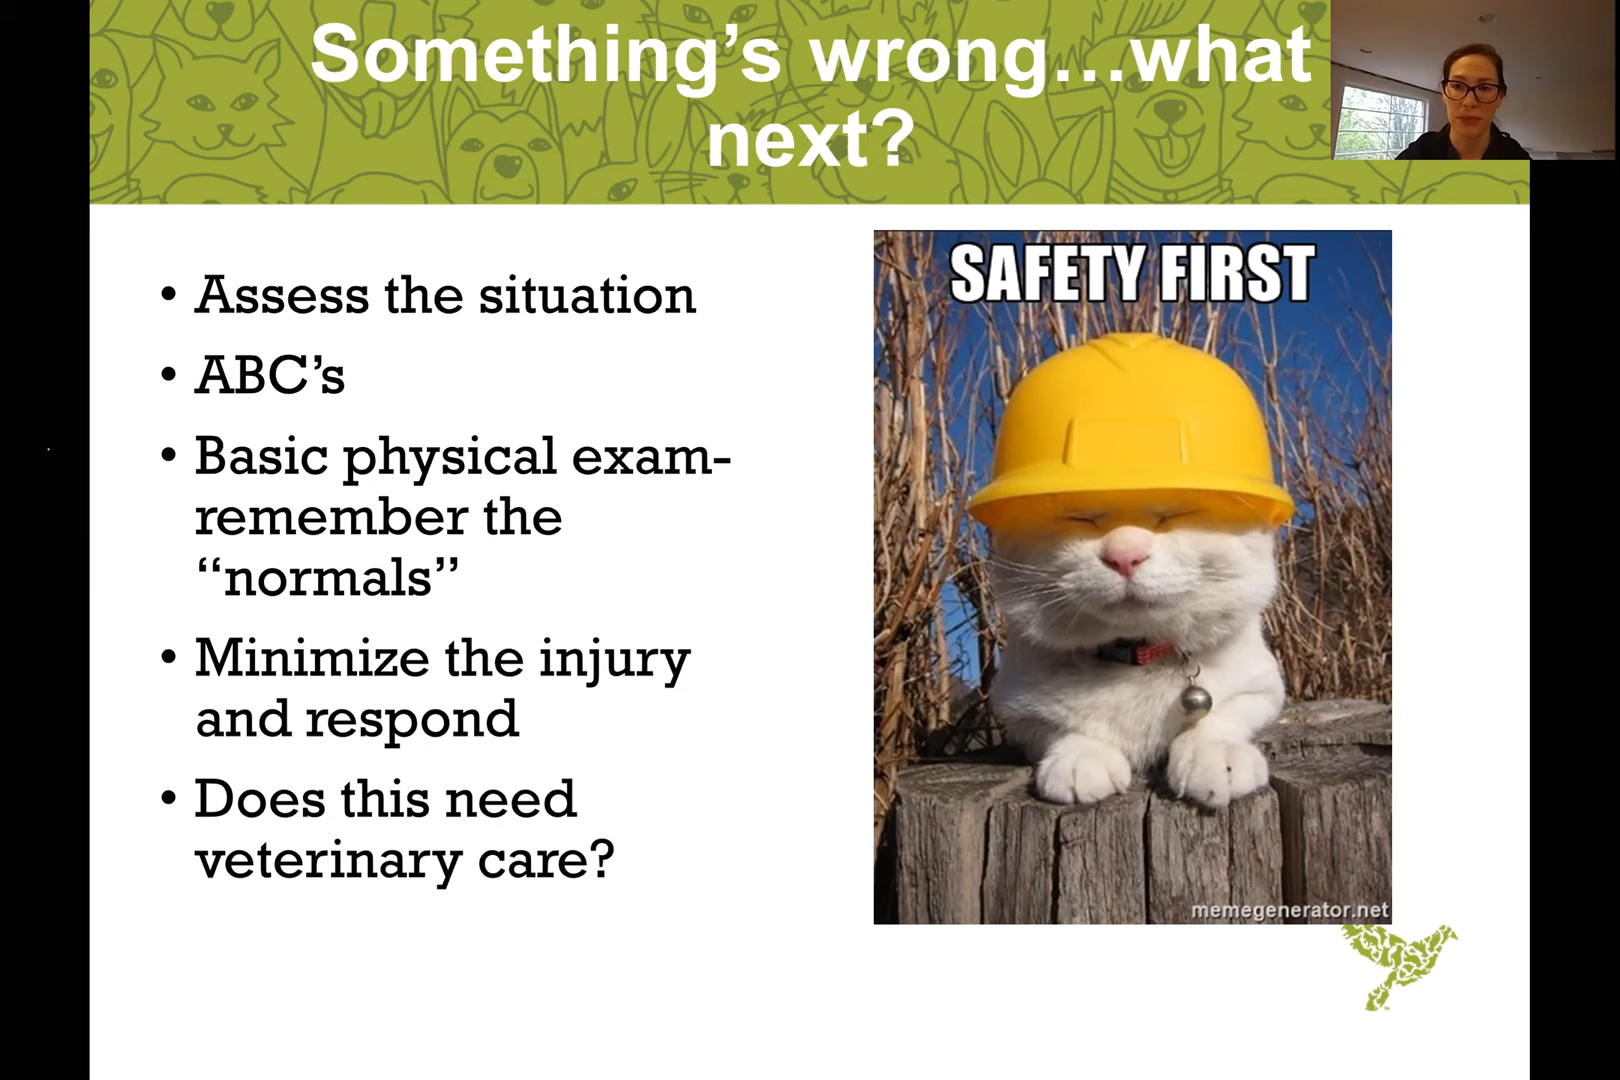 Something’s wrong…what
next?
• Assess the situation
• ABC’s
• Basic physical exam-
remember the
“normals”
• Minimize the injury
and respond
• Does this need
veterinary care?
SAFETY FIRST
memegenerator.net